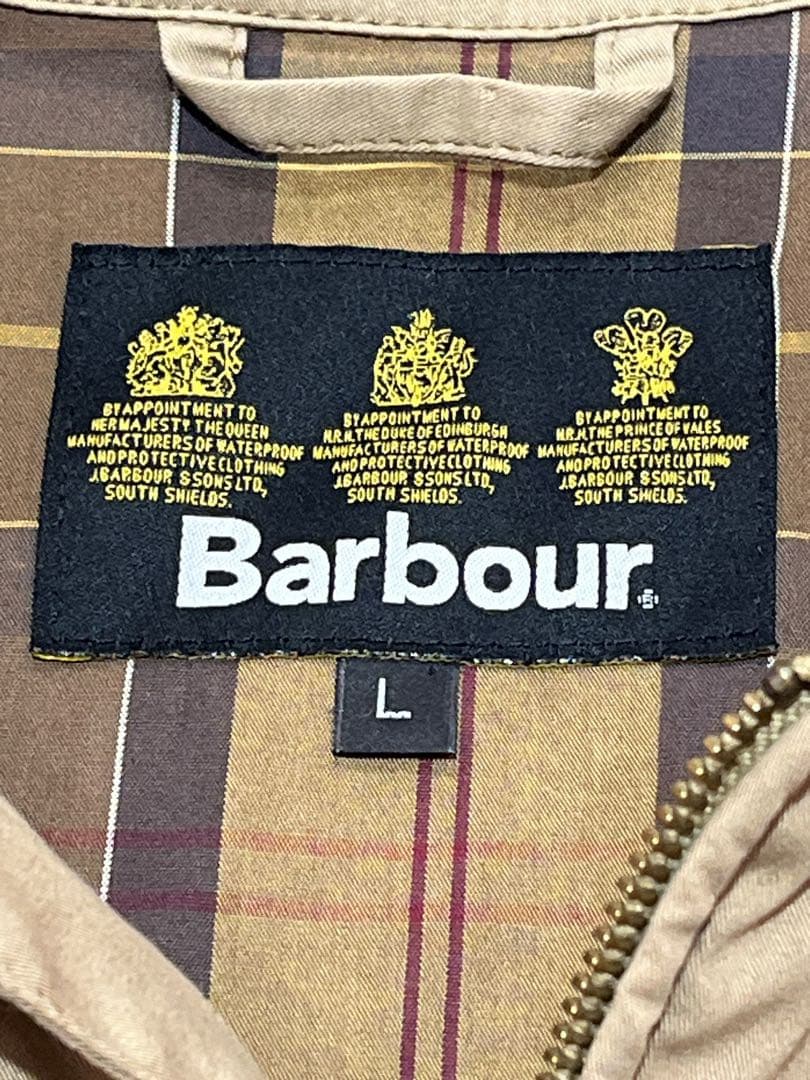 BY APPOINTMENT TO
HER MAJESTY THE QUEEN
MANUFACTURERS OF WATERPROOF
AND PROTECTIVE CLOTHING
J.BARBOUR & SONS LTD,
SOUTH SHIELDS.
BY APPOINTMENT TO
H.R.H. THE DUKE OF EDINBURGH
MANUFACTURERS OF WATERPROOF
AND PROTECTIVE CLOTHING
J.BARBOUR & SONS LTD,
SOUTH SHIELDS.
BY APPOINTMENT TO
H.R.H. THE PRINCE OF WALES
MANUFACTURERS OF WATERPROOF
AND PROTECTIVE CLOTHING
J.BARBOUR & SONS LTD,
SOUTH SHIELDS.
Barbour
L